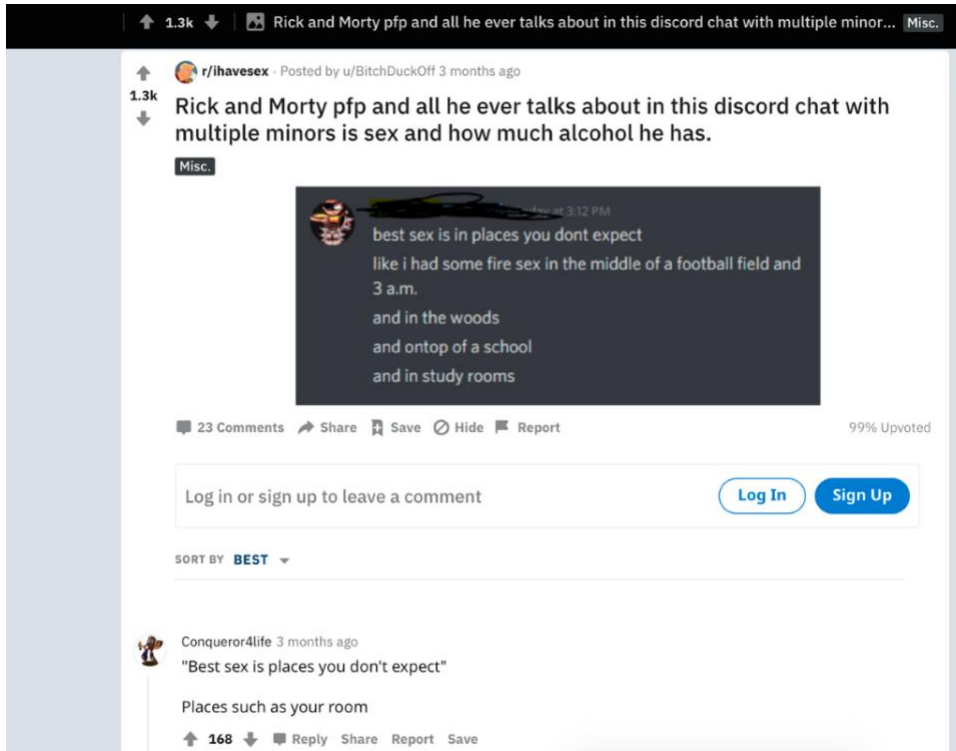 1.3k Rick and Morty pfp and all he ever talks about in this discord chat with multiple minor... Misc.
r/ihavesex · Posted by u/BitchDuckOff 3 months ago
1.3k
Rick and Morty pfp and all he ever talks about in this discord chat with
multiple minors is sex and how much alcohol he has.
Misc.
at 3:12 PM
best sex is in places you dont expect
like i had some fire sex in the middle of a football field and
3 a.m.
and in the woods
and ontop of a school
and in study rooms
23 Comments Share Save Hide Report 99% Upvoted
Log in or sign up to leave a comment Log In Sign Up
SORT BY BEST
Conqueror4life 3 months ago
"Best sex is places you don't expect"
Places such as your room
168 Reply Share Report Save